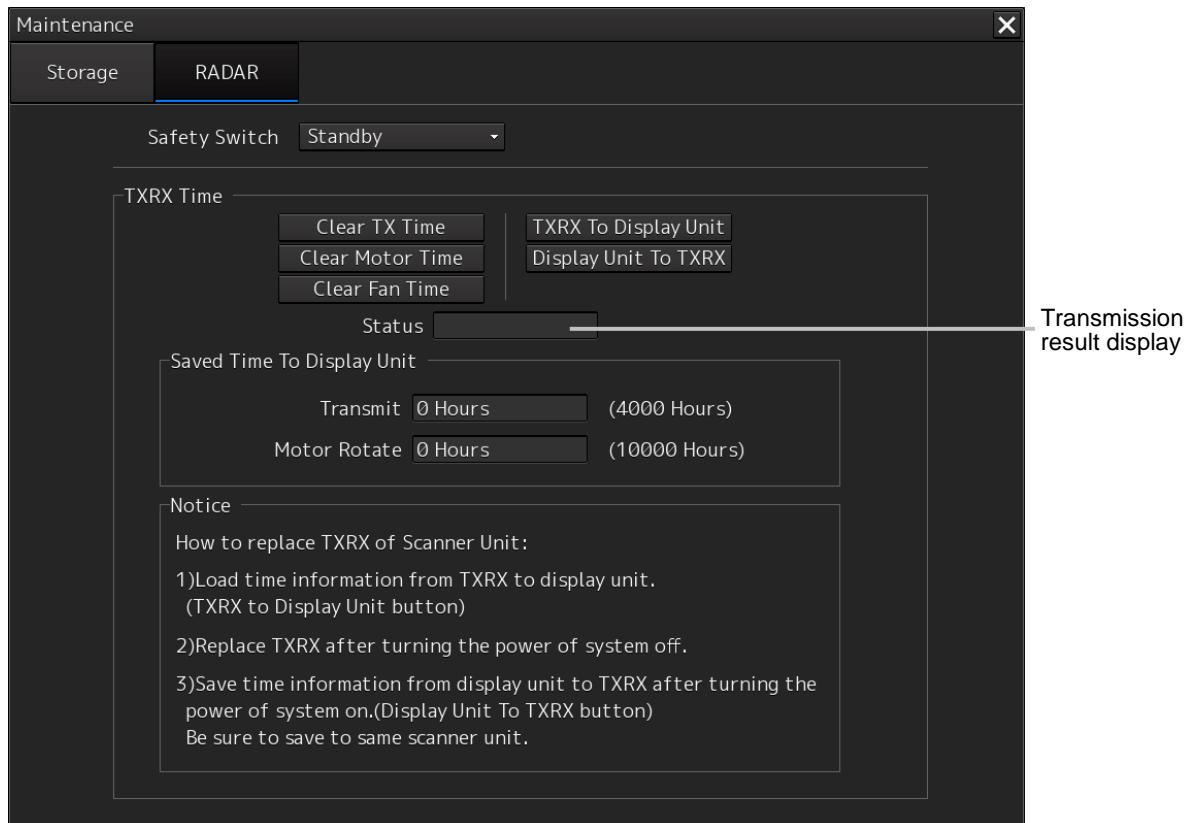 Maintenance
Storage
RADAR
Safety Switch
Standby
TXRX Time
Clear TX Time
TXRX To Display Unit
Clear Motor Time
Display Unit To TXRX
Clear Fan Time
Status
Transmission
result display
Saved Time To Display Unit
Transmit 0 Hours (4000 Hours)
Motor Rotate 0 Hours (10000 Hours)
Notice
How to replace TXRX of Scanner Unit:
1)Load time information from TXRX to display unit.
(TXRX to Display Unit button)
2)Replace TXRX after turning the power of system off.
3)Save time information from display unit to TXRX after turning the
power of system on.(Display Unit To TXRX button)
Be sure to save to same scanner unit.